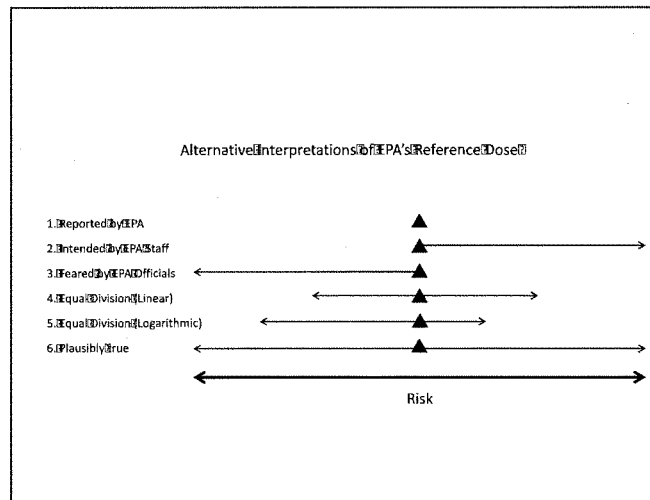 Alternative Interpretations of EPA's Reference Dose
1. Reported by EPA
2. Intended by EPA Staff
3. Feared by EPA Officials
4. Equal Division (Linear)
5. Equal Division (Logarithmic)
6. Plausibly True
Risk